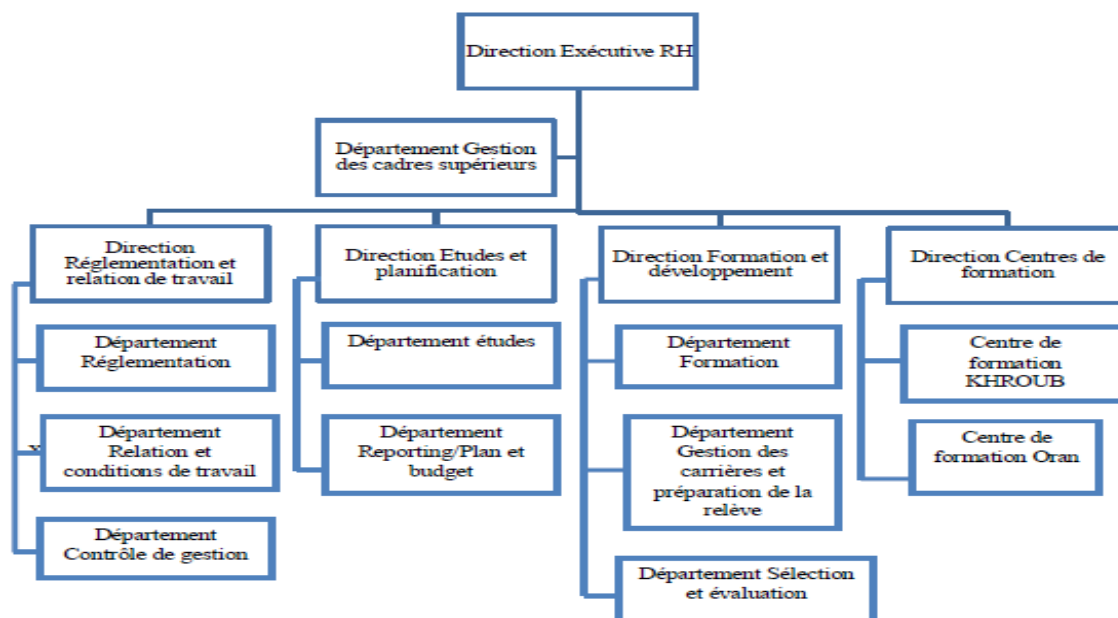 Direction Exécutive RH
Département Gestion
des cadres supérieurs
Direction
Réglementation et
relation de travail
Direction Etudes et
planification
Direction Formation et
développement
Direction Centres de
formation
Département
Réglementation
Département études
Département
Formation
Centre de
formation
KHROUB
x
Département
Relation et
conditions de travail
Département
Reporting/Plan et
budget
Département
Gestion des
carrières et
préparation de la
relève
Centre de
formation Oran
Département
Contrôle de gestion
Département Sélection
et évaluation